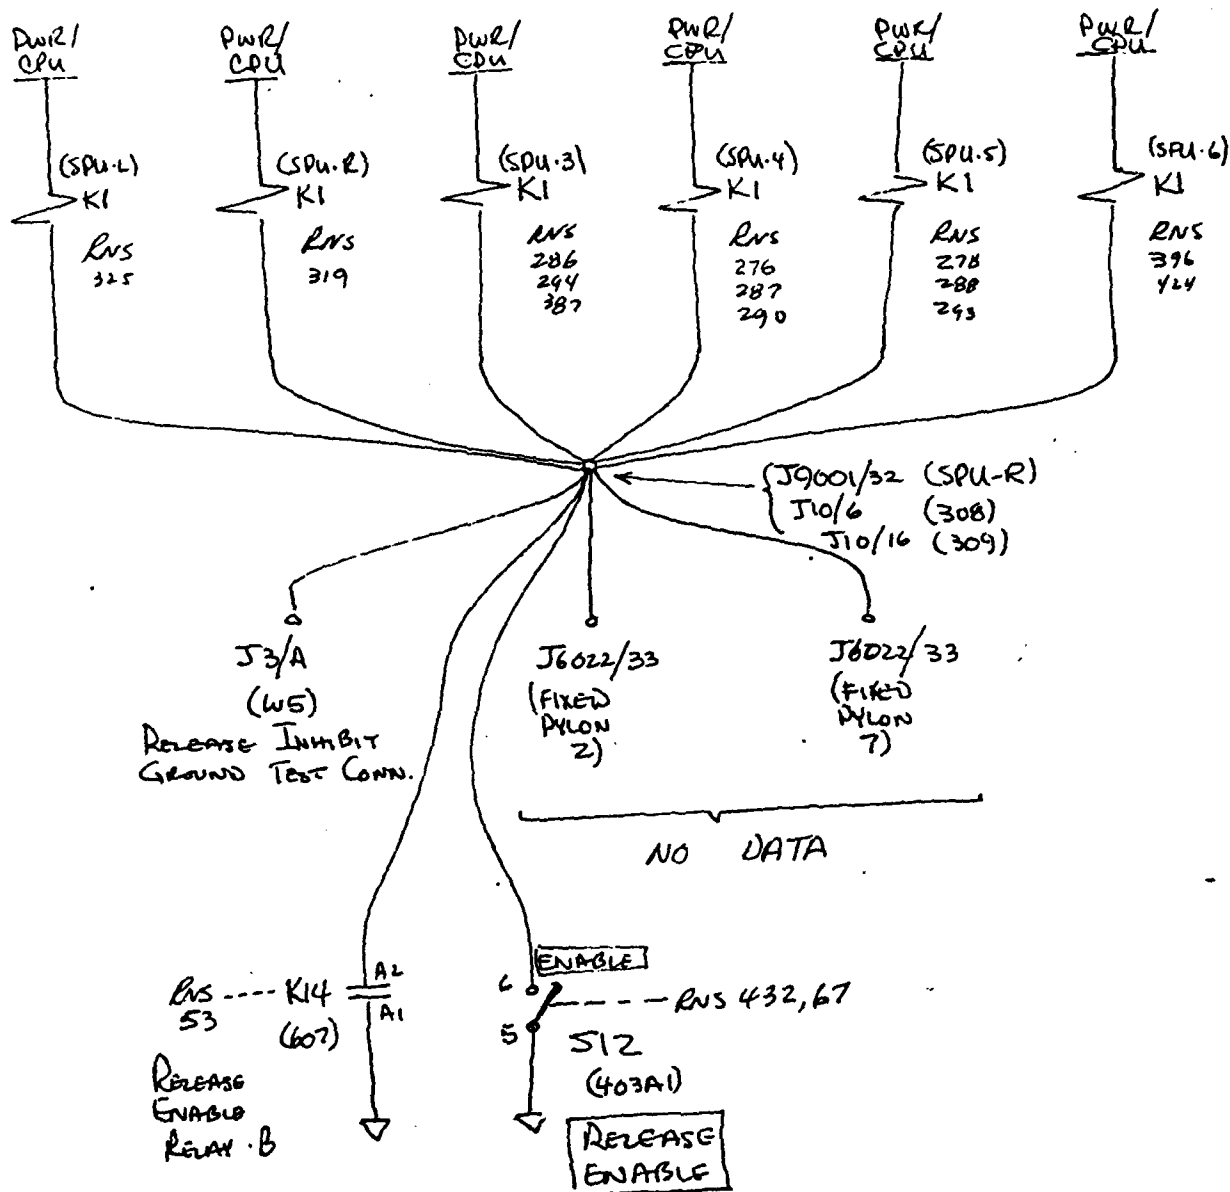 PWR/
CPU
PWR/
CPU
PWR/
CPU
PWR/
CPU
PWR/
CPU
PWR/
CPU
(SPU-L)
K1
RNS
325
(SPU-R)
K1
RNS
319
(SPU-3)
K1
RNS
286
294
387
(SPU-4)
K1
RNS
276
287
290
(SPU-5)
K1
RNS
278
288
293
(SPU-6)
K1
RNS
396
424
J9001/32 (SPU-R)
J10/6 (308)
J10/16 (309)
J3/A
(W5)
RELEASE INHIBIT
GROUND TEST CONN.
J6022/33
(FIXED
PYLON
2)
J6022/33
(FIXED
PYLON
7)
NO DATA
RNS ---- K14
53
(607)
A2
A1
RELEASE
ENABLE
RELAY-B
ENABLE
6
5
RNS 432, 67
S12
(403A1)
RELEASE
ENABLE